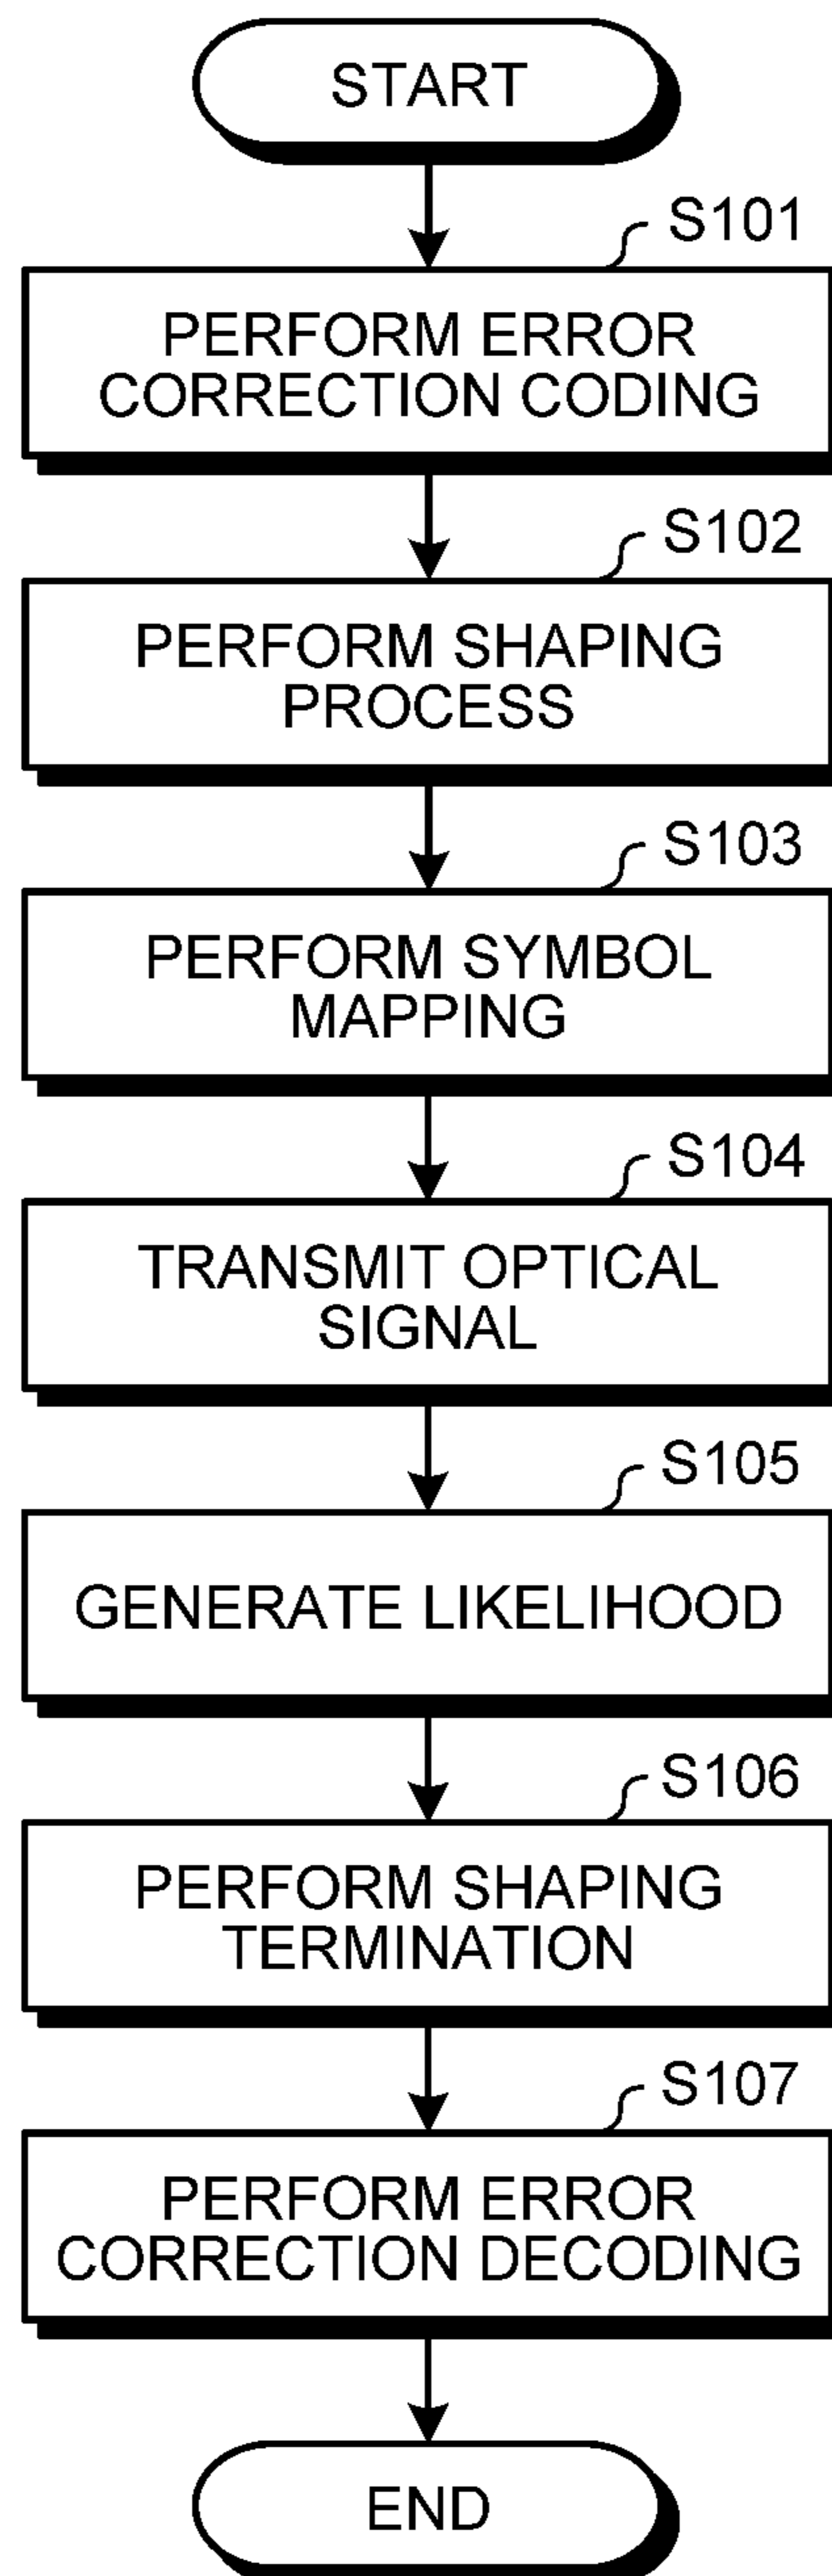 START
S101
PERFORM ERROR
CORRECTION CODING
S102
PERFORM SHAPING
PROCESS
S103
PERFORM SYMBOL
MAPPING
S104
TRANSMIT OPTICAL
SIGNAL
S105
GENERATE LIKELIHOOD
S106
PERFORM SHAPING
TERMINATION
S107
PERFORM ERROR
CORRECTION DECODING
END